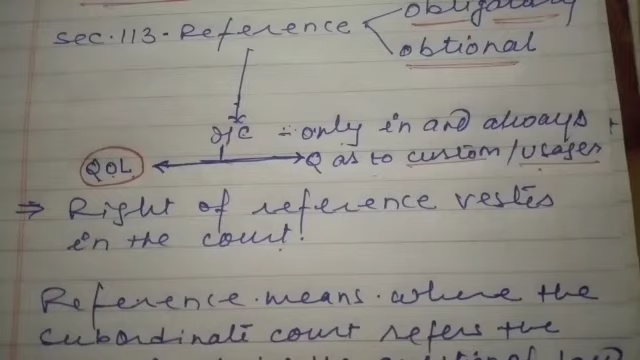 obligatory
Sec. 113 - Reference
obtional
H/C - only in and always
QOL Q as to custom/usages
⇒ Right of reference vestes
in the court.
Reference means where the
subordinate court refers the